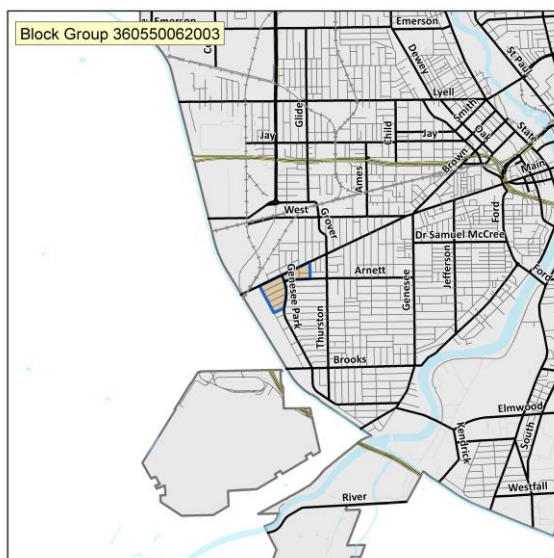 Block Group 360550062003
Emerson
Emerson
Dewey
St Paul
Lyell
Glide
Child
Smith
State
Jay
Jay
Oak
Main
Brown
Ames
West
Grover
Ford
Dr Samuel McCree
Ford
Genesee Park
Arnett
Genesee
Jefferson
Thurston
Brooks
Elmwood
Kendrick
South
Westfall
River